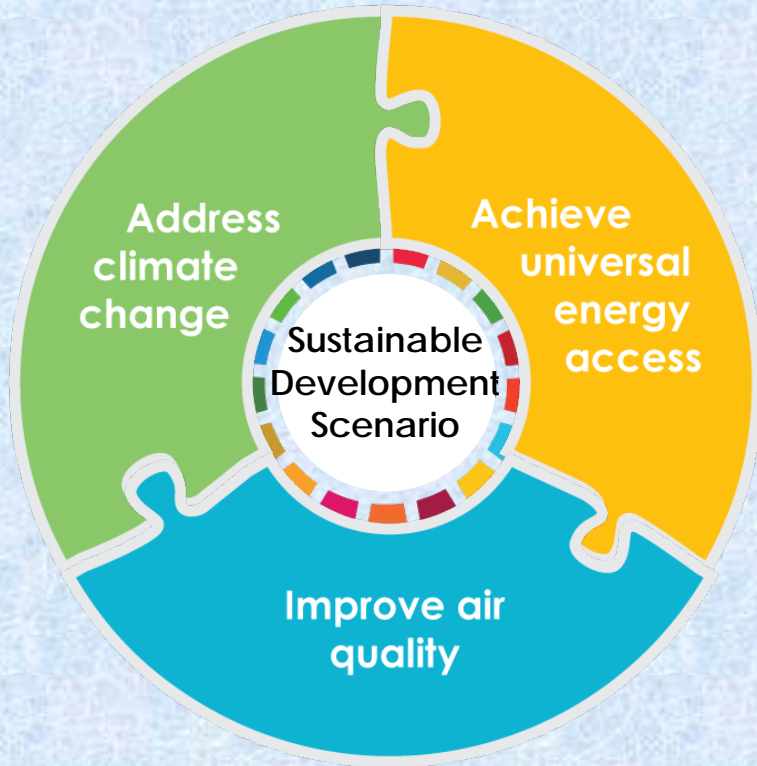 Address
climate
change
Achieve
universal
energy
access
Sustainable
Development
Scenario
Improve air
quality